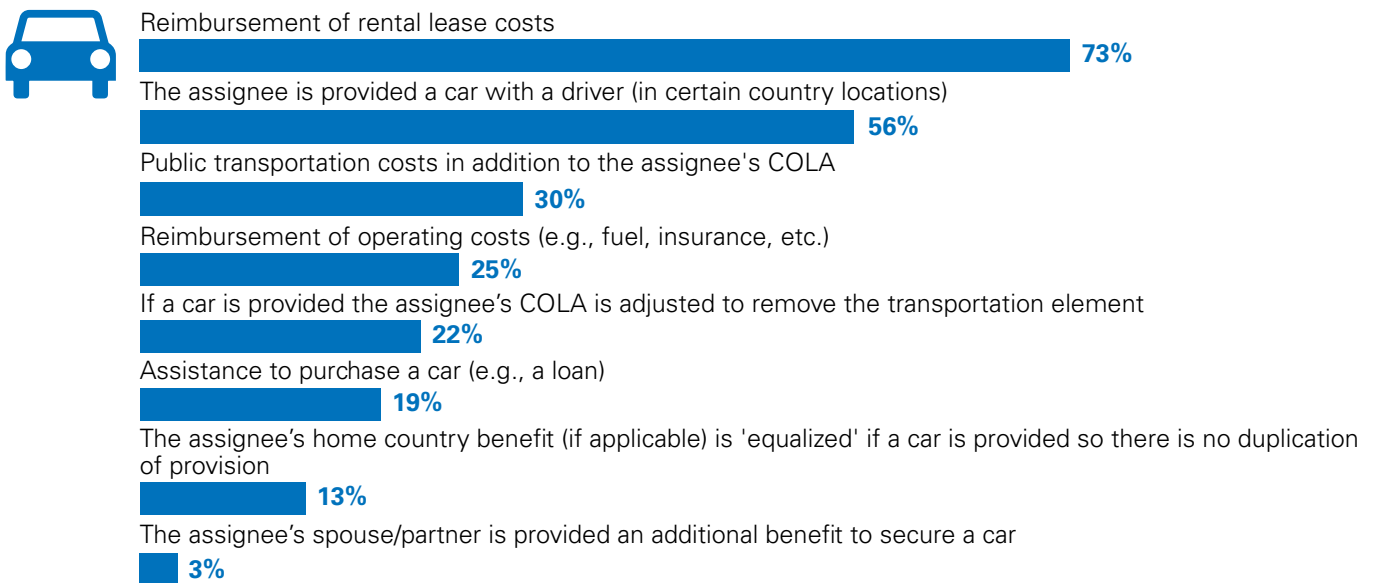 Reimbursement of rental lease costs
73%
The assignee is provided a car with a driver (in certain country locations)
56%
Public transportation costs in addition to the assignee's COLA
30%
Reimbursement of operating costs (e.g., fuel, insurance, etc.)
25%
If a car is provided the assignee’s COLA is adjusted to remove the transportation element
22%
Assistance to purchase a car (e.g., a loan)
19%
The assignee’s home country benefit (if applicable) is 'equalized' if a car is provided so there is no duplication
of provision
13%
The assignee’s spouse/partner is provided an additional benefit to secure a car
3%